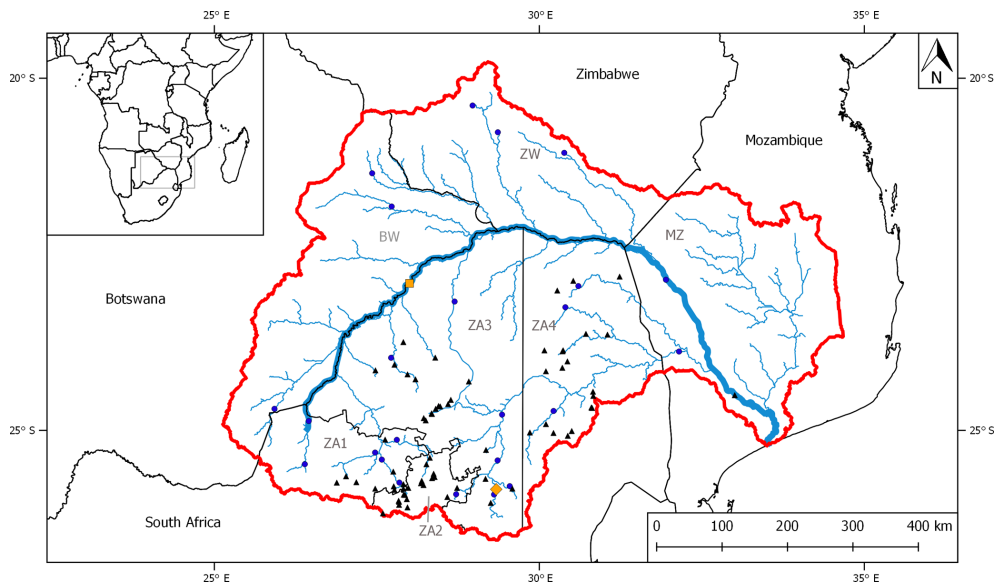 25° E
30° E
35° E
20° S
20° S
Zimbabwe
N
Mozambique
ZW
BW
MZ
Botswana
ZA3
ZA4
25° S
25° S
ZA1
South Africa
ZA2
0
100
200
300
400 km
25° E
30° E
35° E